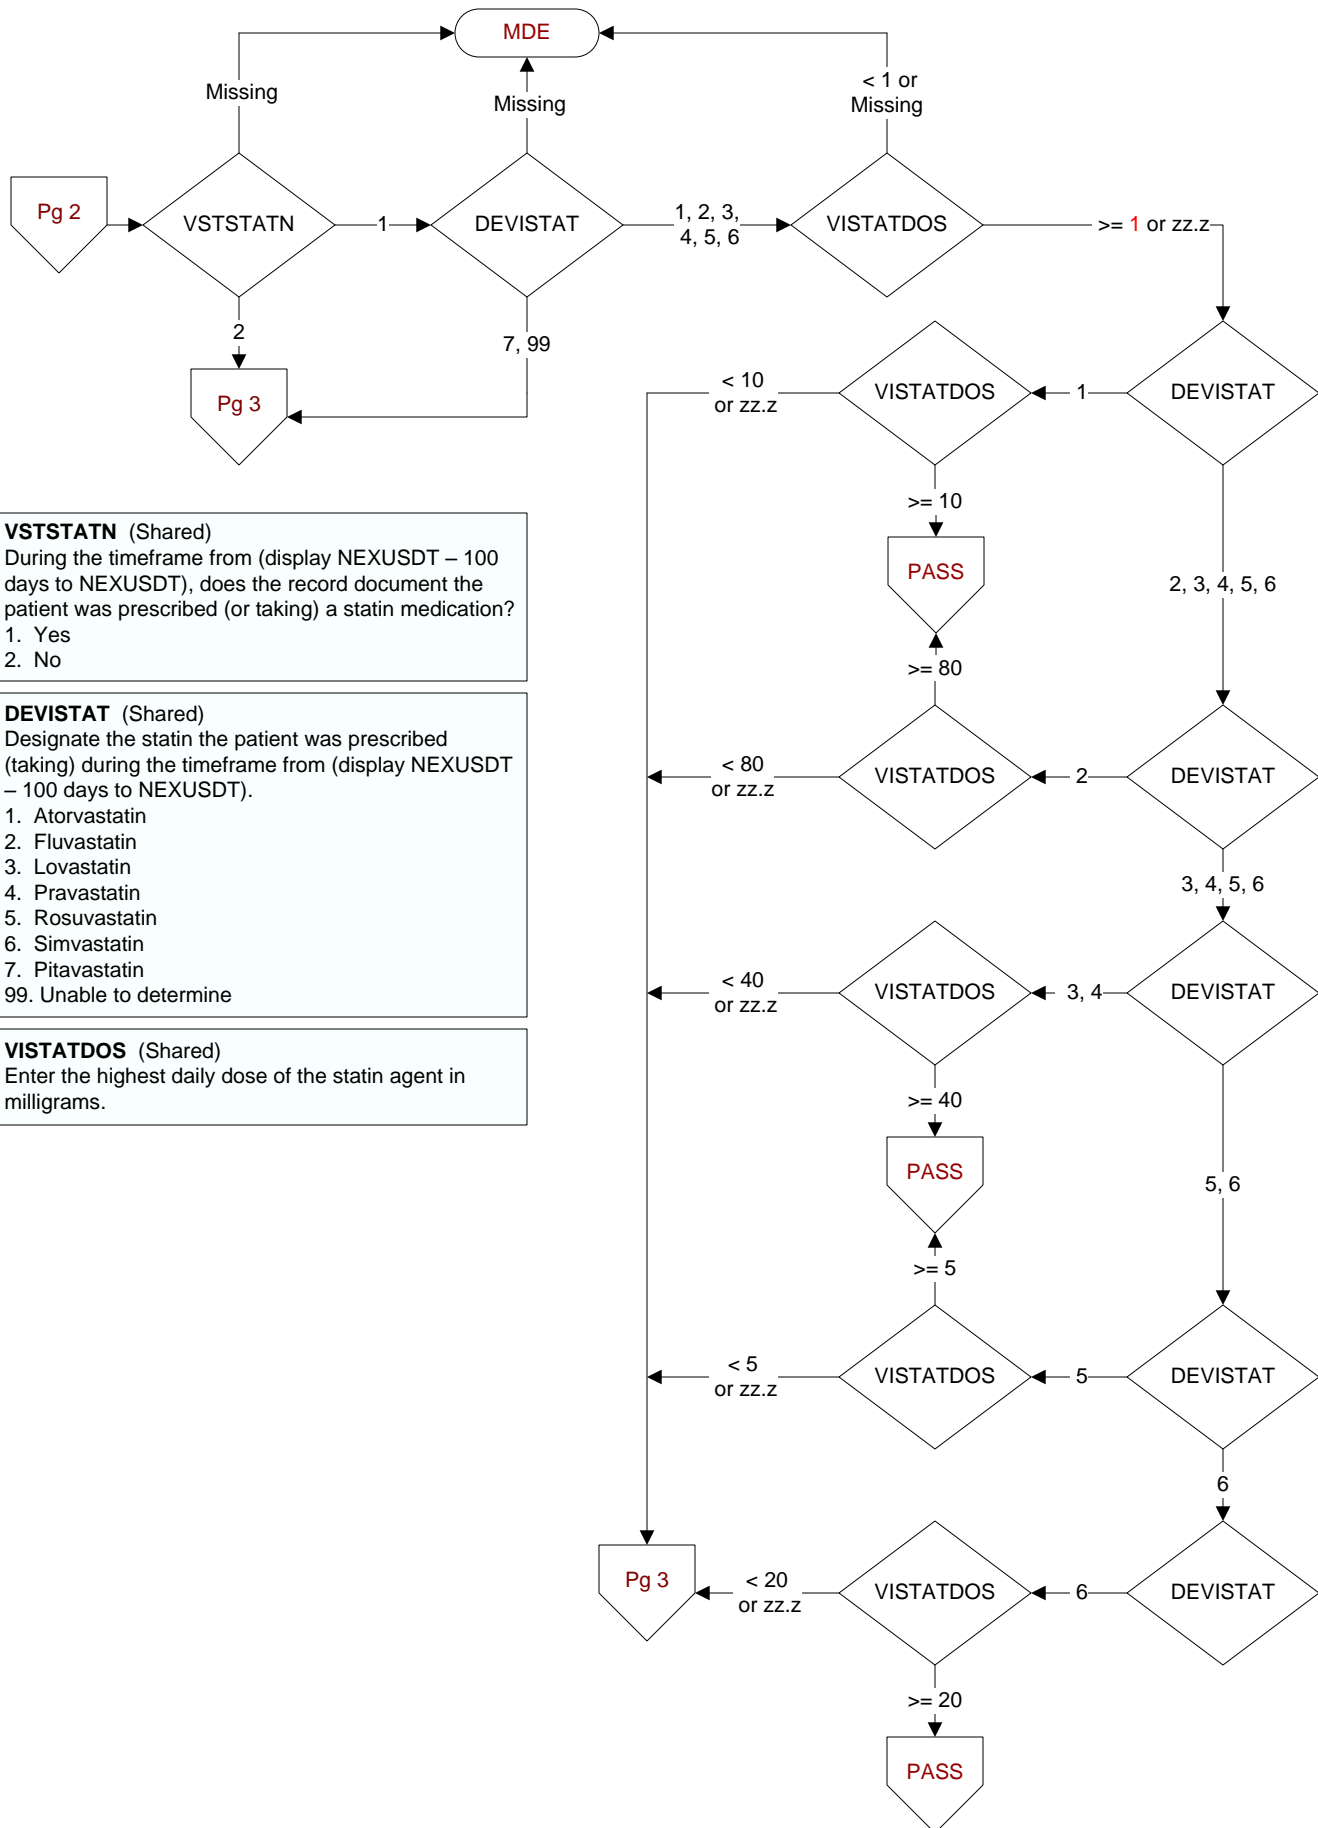 MDE
Missing
Missing
< 1 or
Missing
Pg 2
VSTSTATN
1
DEVISTAT
1, 2, 3,
4, 5, 6
VISTATDOS
>= 1 or zz.z
2
7, 99
Pg 3
< 10
or zz.z
VISTATDOS
1
DEVISTAT
>= 10
PASS
2, 3, 4, 5, 6
>= 80
< 80
or zz.z
VISTATDOS
2
DEVISTAT
3, 4, 5, 6
< 40
or zz.z
VISTATDOS
3, 4
DEVISTAT
>= 40
PASS
5, 6
>= 5
< 5
or zz.z
VISTATDOS
5
DEVISTAT
6
Pg 3
< 20
or zz.z
VISTATDOS
6
DEVISTAT
>= 20
PASS
VSTSTATN (Shared)
During the timeframe from (display NEXUSDT – 100
days to NEXUSDT), does the record document the
patient was prescribed (or taking) a statin medication?
1. Yes
2. No
DEVISTAT (Shared)
Designate the statin the patient was prescribed
(taking) during the timeframe from (display NEXUSDT
– 100 days to NEXUSDT).
1. Atorvastatin
2. Fluvastatin
3. Lovastatin
4. Pravastatin
5. Rosuvastatin
6. Simvastatin
7. Pitavastatin
99. Unable to determine
VISTATDOS (Shared)
Enter the highest daily dose of the statin agent in
milligrams.